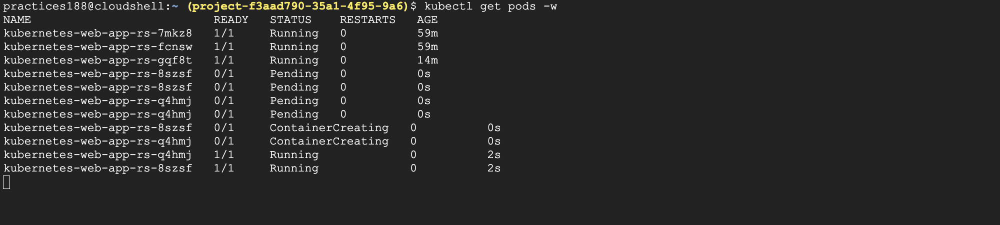 practices188@cloudshell:~ (project-f3aad790-35a1-4f95-9a6)$ kubectl get pods -w
NAME                          READY   STATUS    RESTARTS   AGE
kubernetes-web-app-rs-7mkz8   1/1     Running   0          59m
kubernetes-web-app-rs-fcnsw   1/1     Running   0          59m
kubernetes-web-app-rs-gqf8t   1/1     Running   0          14m
kubernetes-web-app-rs-8szsf   0/1     Pending   0          0s
kubernetes-web-app-rs-8szsf   0/1     Pending   0          0s
kubernetes-web-app-rs-q4hmj   0/1     Pending   0          0s
kubernetes-web-app-rs-q4hmj   0/1     Pending   0          0s
kubernetes-web-app-rs-8szsf   0/1     ContainerCreating   0          0s
kubernetes-web-app-rs-q4hmj   0/1     ContainerCreating   0          0s
kubernetes-web-app-rs-q4hmj   1/1     Running             0          2s
kubernetes-web-app-rs-8szsf   1/1     Running             0          2s